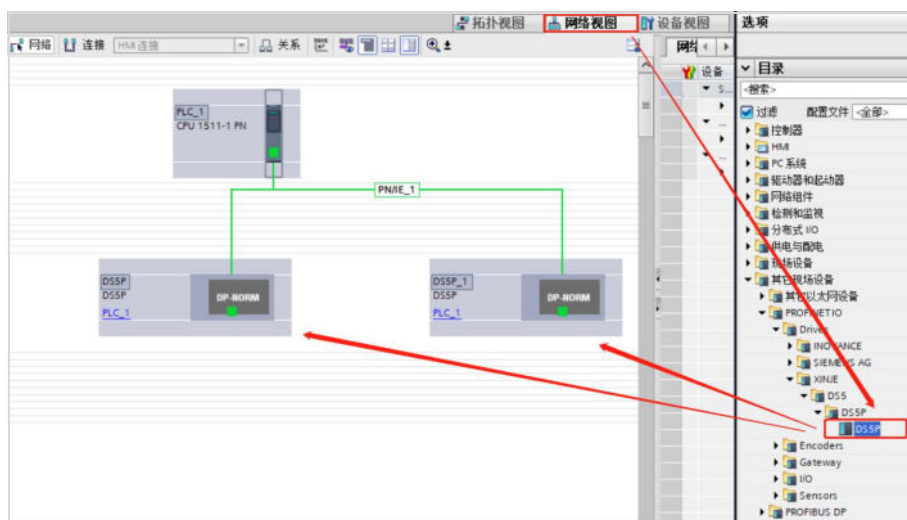 拓扑视图 网络视图 设备视图 选项
网络 连接 HMI 连接 关系 网络
目录
设备
<搜索>
S...
过滤 配置文件 <全部>
PLC_1
CPU 1511-1 PN
控制器
...
HMI
PC 系统
...
驱动器和起动器
PN/IE_1
网络组件
检测和监视
分布式 I/O
供电与配电
现场设备
DS5P
DS5P
PLC_1
DP-NORM
DS5P_1
DS5P
PLC_1
DP-NORM
其它现场设备
其它以太网设备
PROFINET IO
Drives
INOVANCE
SIEMENS AG
XINJE
DS5
DS5P
DS5P
Encoders
Gateway
I/O
Sensors
PROFIBUS DP